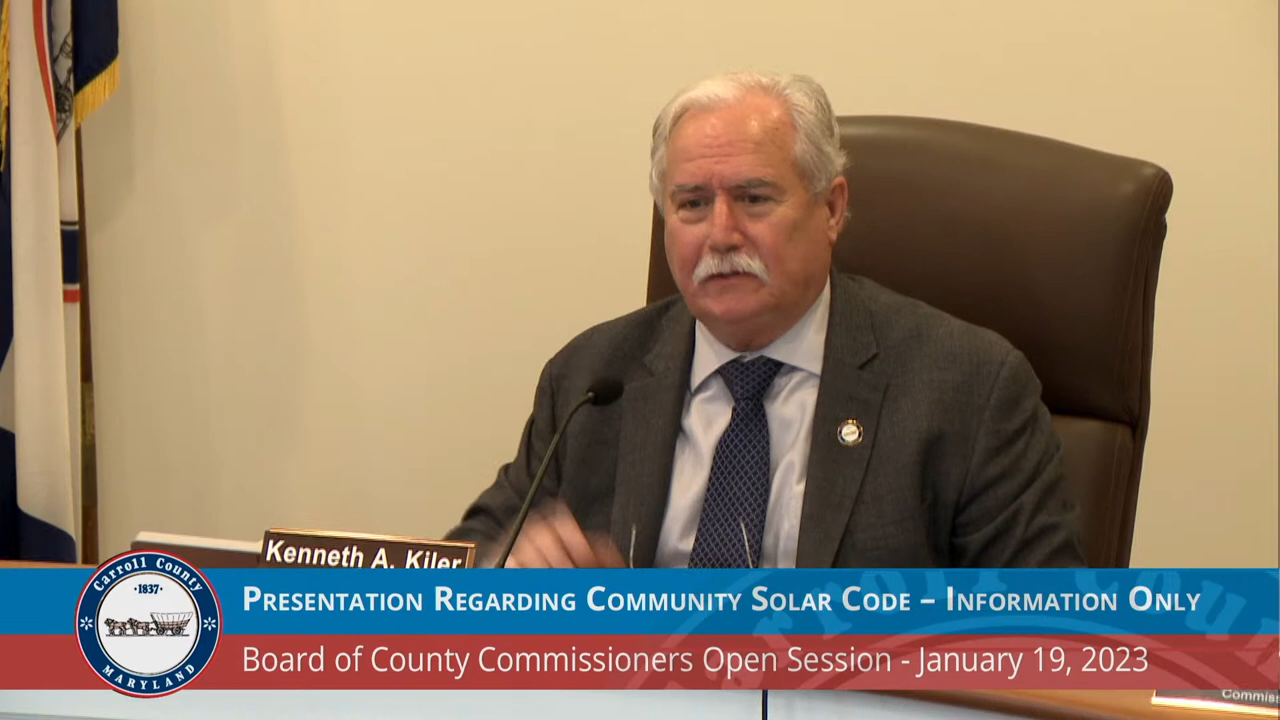 Kenneth A. Kiler
Carroll County
·1837·
MARYLAND
Presentation Regarding Community Solar Code – Information Only
Board of County Commissioners Open Session - January 19, 2023